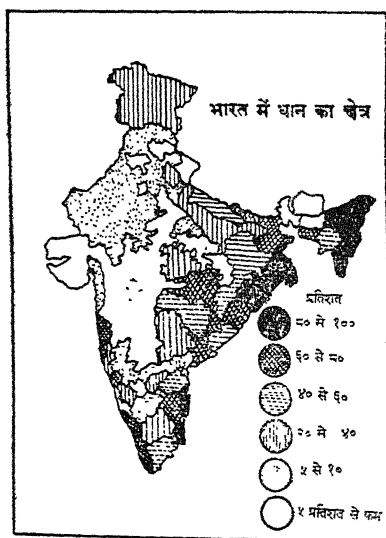 भारत में धान का क्षेत्र
प्रतिशत
८० से १००
६० से ८०
४० से ६०
२० से ४०
५ से १०
५ प्रतिशत से कम